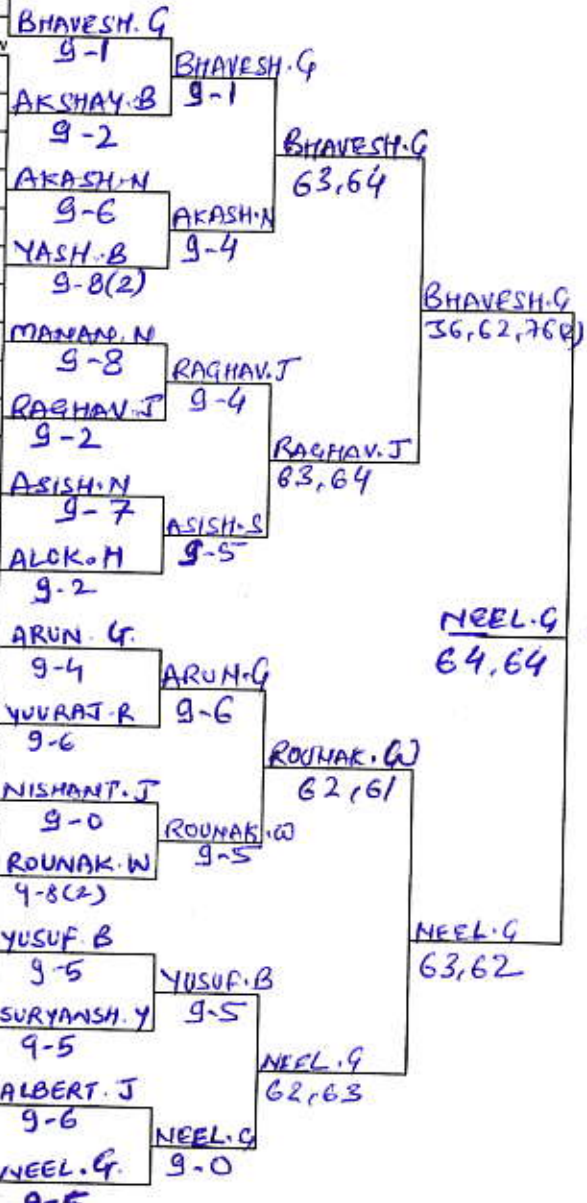 BHAVESH. G
9-1
BHAVESH.G
9-1
AKSHAY.B
9-2
BHAVESH.G
63,64
AKASH.N
9-6
AKASH.N
9-4
YASH.B
9-8(2)
BHAVESH.G
36,62,76(2)
MANAN.N
9-8
RAGHAV.J
9-4
RAGHAV.J
9-2
RAGHAV.J
63,64
ASISH.N
9-7
ASISH.S
9-5
ALOK.H
9-2
NEEL.G
64,64
ARUN. G.
9-4
ARUN.G
9-6
YUVRAJ.R
9-6
ROUNAK.W
62,61
NISHANT.J
9-0
ROUNAK.W
9-5
ROUNAK.W
9-8(2)
NEEL.G
63,62
YUSUF.B
9-5
YUSUF.B
9-5
SURYANSH.Y
9-5
NEEL.G
62,63
ALBERT.J
9-6
NEEL.G
9-0
NEEL.G.
9-5